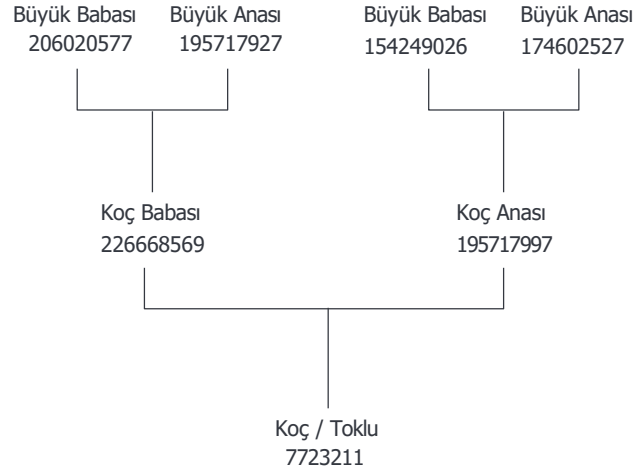 Büyük Babası Büyük Anası Büyük Babası Büyük Anası
206020577 195717927 154249026 174602527
Koç Babası Koç Anası
226668569 195717997
Koç / Toklu
7723211